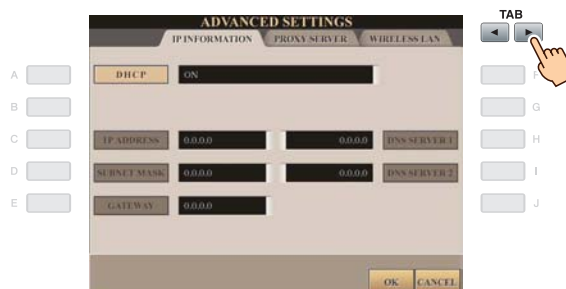 ADVANCED SETTINGS
TAB
IP INFORMATION PROXY SERVER WIRELESS LAN
A DHCP ON F
B G
C IP ADDRESS 0.0.0.0 0.0.0.0 DNS SERVER 1 H
D SUBNET MASK 0.0.0.0 0.0.0.0 DNS SERVER 2 I
E GATEWAY 0.0.0.0 J
OK CANCEL